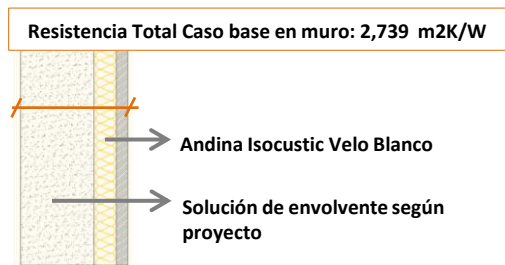 Resistencia Total Caso base en muro: 2,739 m2K/W
Andina Isocustic Velo Blanco
Solución de envolvente según
proyecto